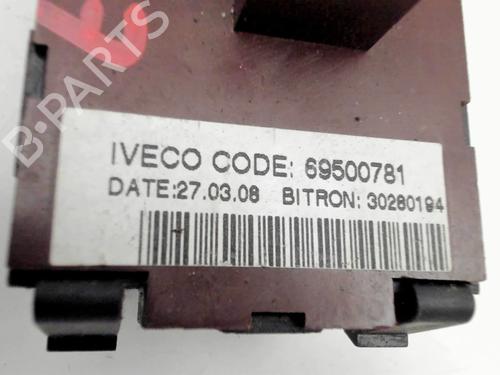 B-PARTS
IVECO CODE: 69500781
DATE:27.03.08 BITRON: 30280194